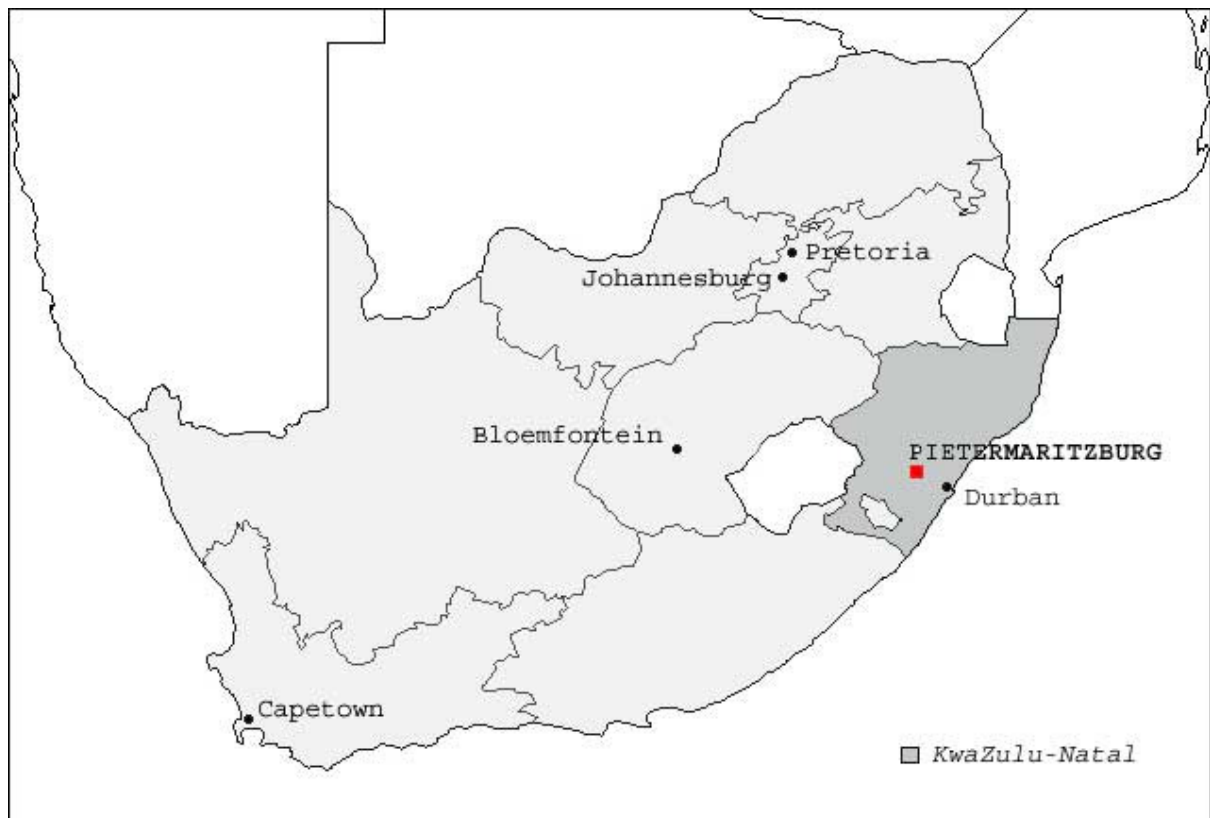 Pretoria
Johannesburg
Bloemfontein
PIETERMARITZBURG
Durban
Capetown
KwaZulu-Natal